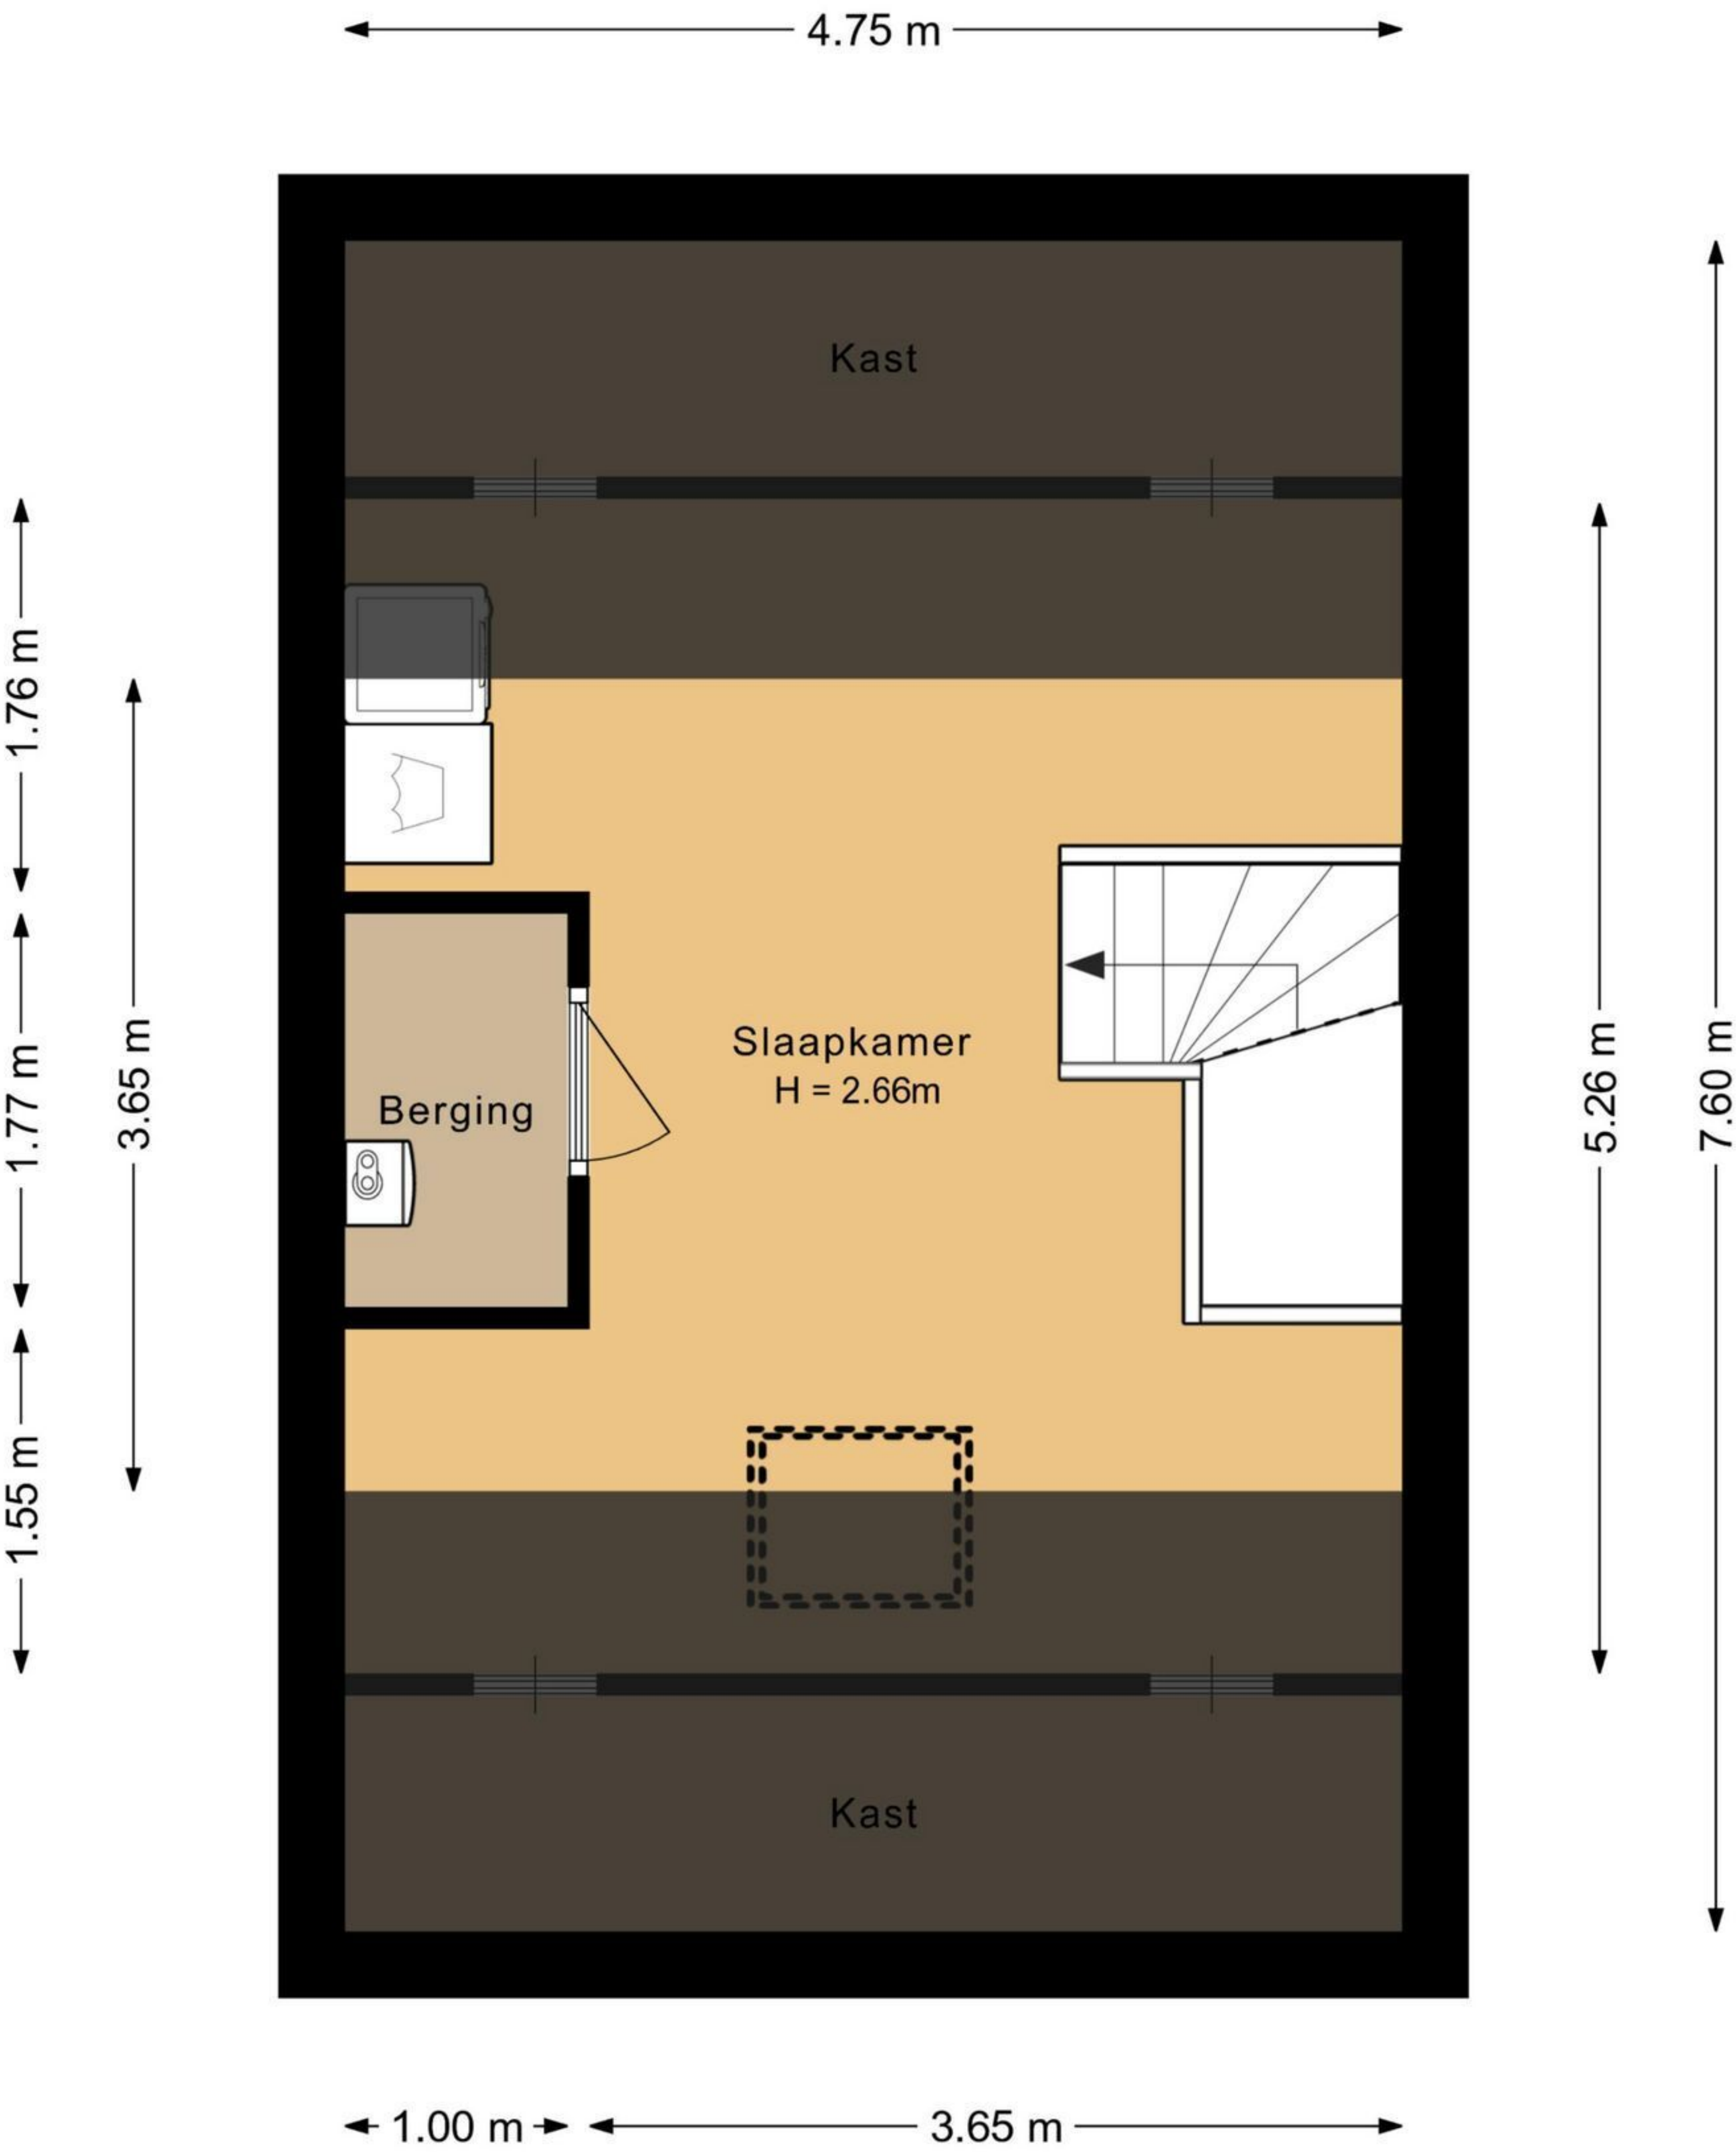 4.75 m
Kast
1.76 m
3.65 m
1.77 m
1.55 m
Slaapkamer
H = 2.66m
Berging
5.26 m
7.60 m
Kast
1.00 m
3.65 m